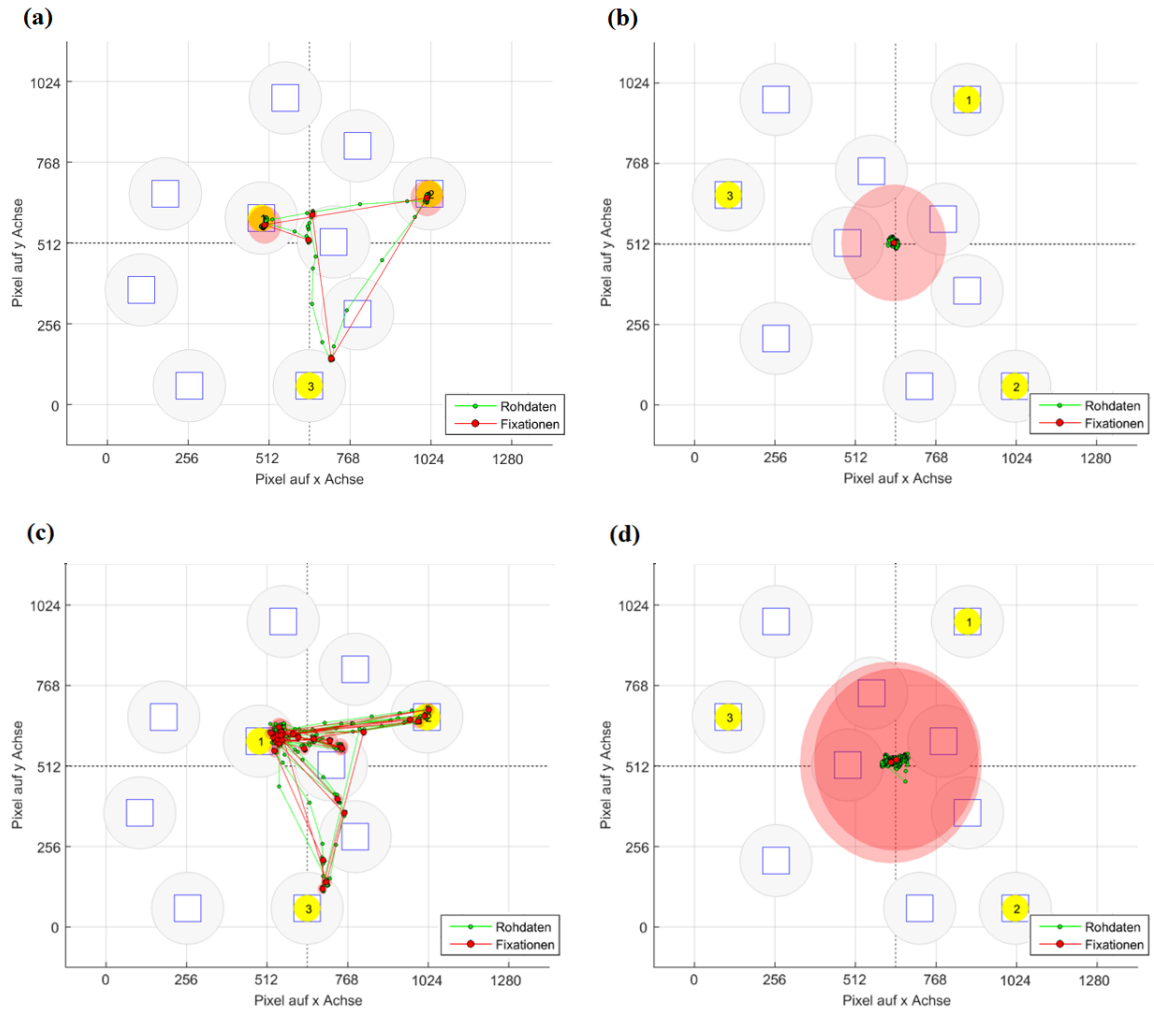 (a)
1024
768
512
256
0
Pixel auf y Achse
1
2
3
Rohdaten
Fixationen
0
256
512
768
1024
1280
Pixel auf x Achse
(b)
1024
768
512
256
0
Pixel auf y Achse
1
3
2
Rohdaten
Fixationen
0
256
512
768
1024
1280
Pixel auf x Achse
(c)
1024
768
512
256
0
Pixel auf y Achse
1
2
3
Rohdaten
Fixationen
0
256
512
768
1024
1280
Pixel auf x Achse
(d)
1024
768
512
256
0
Pixel auf y Achse
1
3
2
Rohdaten
Fixationen
0
256
512
768
1024
1280
Pixel auf x Achse